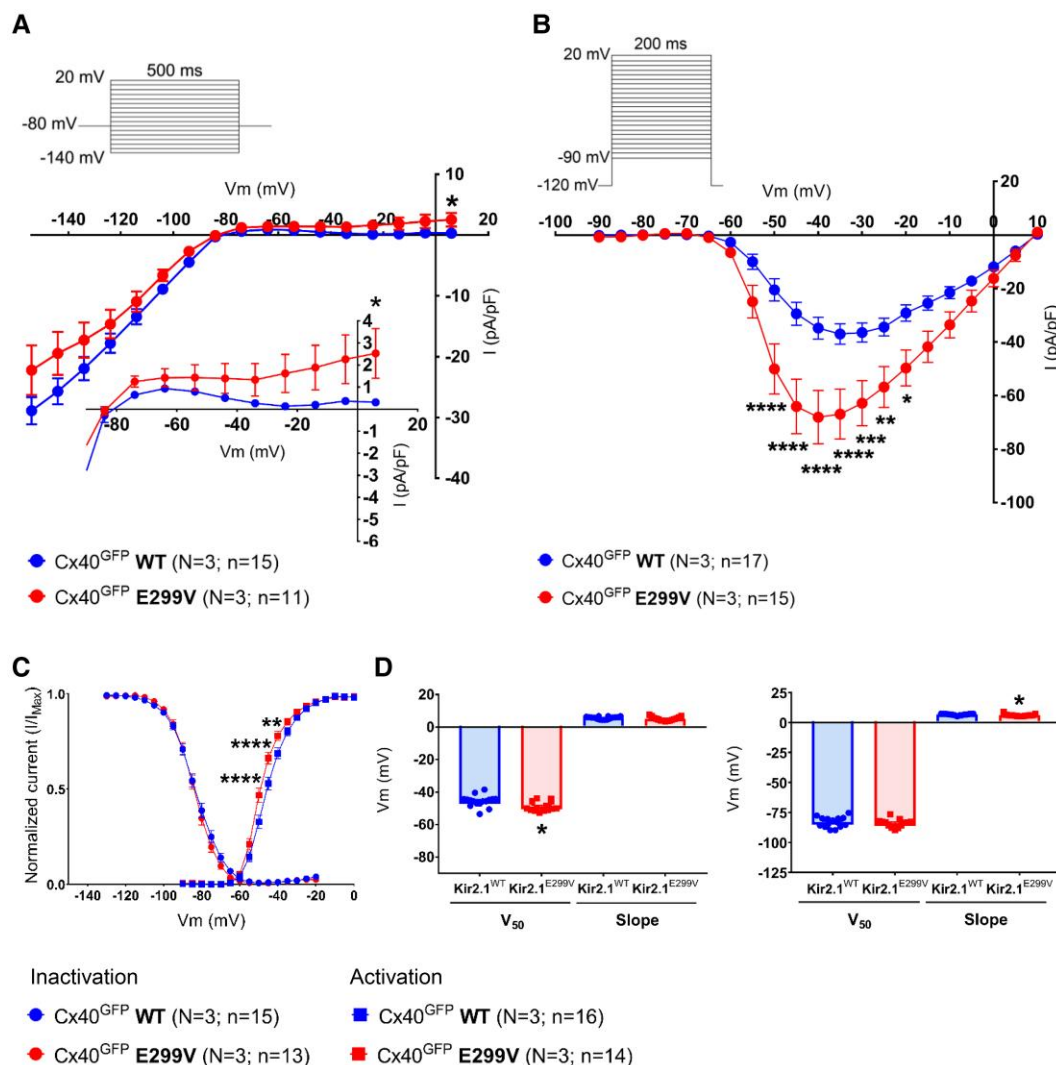 A
500 ms
20 mV
-80 mV
-140 mV
Vm (mV)
-140 -120 -100 -80 -60 -40 -20 20
10
-10
-20
-30
-40
I (pA/pF)
*
*
4
3
2
1
-1
-2
-3
-4
-5
-6
I (pA/pF)
-80 -60 -40 -20 20
Vm (mV)
Cx40GFP WT (N=3; n=15)
Cx40GFP E299V (N=3; n=11)
B
200 ms
20 mV
-90 mV
-120 mV
Vm (mV)
-100 -80 -60 -40 -20 0 10
20
-20
-40
-60
-80
-100
I (pA/pF)
****
****
****
****
***
**
*
Cx40GFP WT (N=3; n=17)
Cx40GFP E299V (N=3; n=15)
C
Normalized current (I/IMax)
1.0
0.5
0.0
**
****
****
-140 -120 -100 -80 -60 -40 -20 0
Vm (mV)
D
Vm (mV)
20
0
-20
-40
-60
-80
*
Kir2.1WT Kir2.1E299V Kir2.1WT Kir2.1E299V
V50 Slope
Vm (mV)
25
0
-25
-50
-75
-100
-125
*
Kir2.1WT Kir2.1E299V Kir2.1WT Kir2.1E299V
V50 Slope
Inactivation
Cx40GFP WT (N=3; n=15)
Cx40GFP E299V (N=3; n=13)
Activation
Cx40GFP WT (N=3; n=16)
Cx40GFP E299V (N=3; n=14)